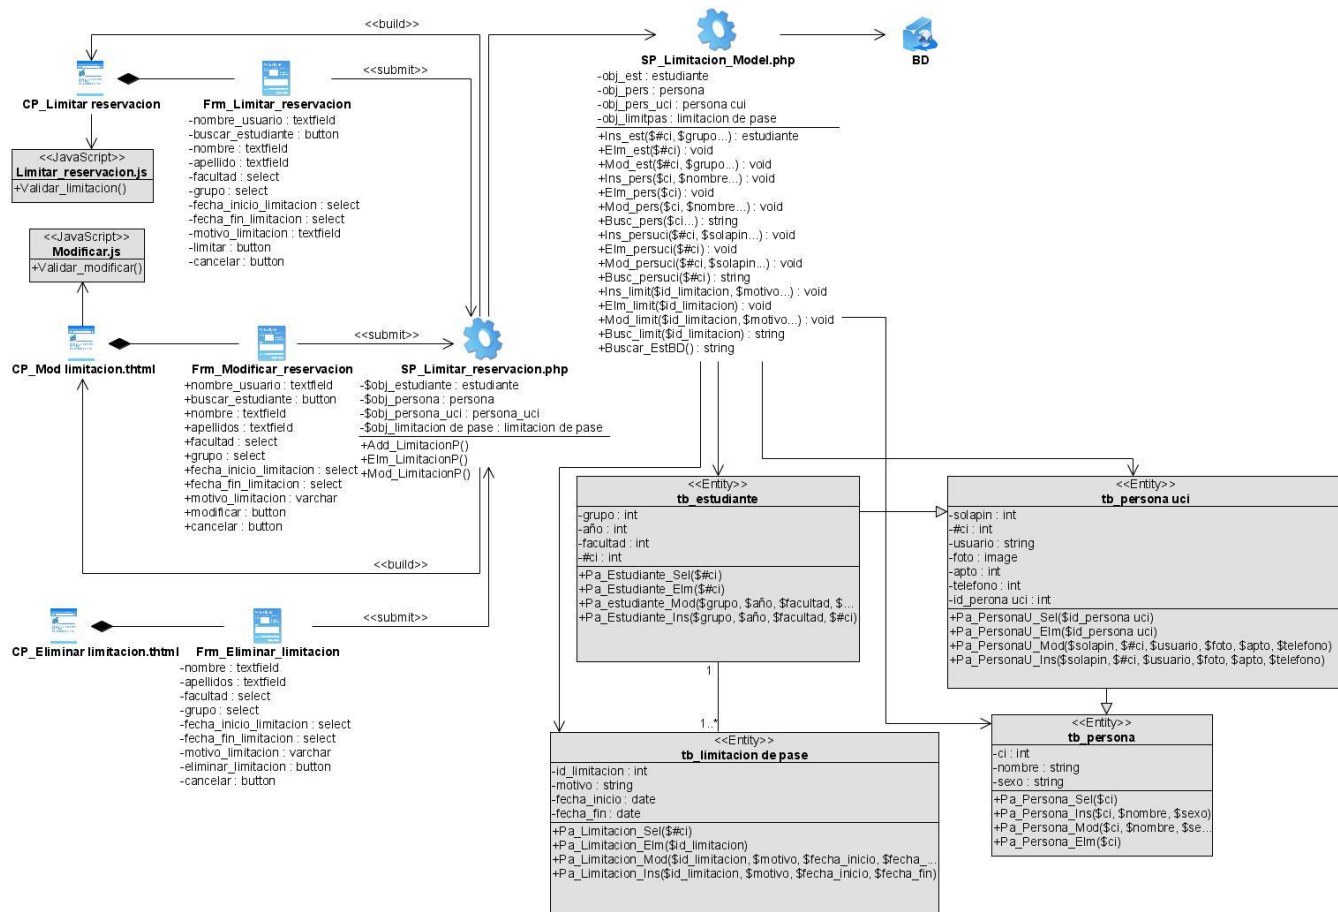 <<build>>
<<submit>>
CP_Limitar reservacion
<<JavaScript>>
Limitar_reservacion.js
+Validar_limitacion()
Frm_Limitar_reservacion
-nombre_usuario : textfield
-buscar_estudiante : button
-nombre : textfield
-apellido : textfield
-facultad : select
-grupo : select
-fecha_inicio_limitacion : select
-fecha_fin_limitacion : select
-motivo_limitacion : textfield
-limitar : button
-cancelar : button
SP_Limitacion_Model.php
-obj_est : estudiante
-obj_pers : persona
-obj_pers_uci : persona cui
-obj_limitpas : limitacion de pase
+Ins_est($#ci, $grupo...) : estudiante
+Elm_est($#ci) : void
+Mod_est($#ci, $grupo...) : void
+Ins_pers($ci, $nombre...) : void
+Elm_pers($ci) : void
+Mod_pers($ci, $nombre...) : void
+Busc_pers($ci...) : string
+Ins_persuci($#ci, $solapin...) : void
+Elm_persuci($#ci) : void
+Mod_persuci($#ci, $solapin...) : void
+Busc_persuci($#ci) : string
+Ins_limit($id_limitacion, $motivo...) : void
+Elm_limit($id_limitacion) : void
+Mod_limit($id_limitacion, $motivo...) : void
+Busc_limit($id_limitacion) : string
+Buscar_EstBD() : string
BD
<<JavaScript>>
Modificar.js
+Validar_modificar()
CP_Mod limitacion.thtml
<<submit>>
Frm_Modificar_reservacion
+nombre_usuario : textfield
+buscar_estudiante : button
+nombre : textfield
+apellidos : textfield
+facultad : select
+grupo : select
+fecha_inicio_limitacion : select
+fecha_fin_limitacion : select
+motivo_limitacion : varchar
+modificar : button
+cancelar : button
SP_Limitar_reservacion.php
-$obj_estudiante : estudiante
-$obj_persona : persona
-$obj_persona_uci : persona_uci
-$obj_limitacion de pase : limitacion de pase
+Add_LimitacionP()
+Elm_LimitacionP()
+Mod_LimitacionP()
<<build>>
<<submit>>
CP_Eliminar limitacion.thtml
Frm_Eliminar_limitacion
-nombre : textfield
-apellidos : textfield
-facultad : select
-grupo : select
-fecha_inicio_limitacion : select
-fecha_fin_limitacion : select
-motivo_limitacion : varchar
-eliminar_limitacion : button
-cancelar : button
<<Entity>>
tb_estudiante
-grupo : int
-año : int
-facultad : int
-#ci : int
+Pa_Estudiante_Sel($#ci)
+Pa_Estudiante_Elm($#ci)
+Pa_estudiante_Mod($grupo, $año, $facultad, $...
+Pa_Estudiante_Ins($grupo, $año, $facultad, $#ci)
1
1..*
<<Entity>>
tb_persona uci
-solapin : int
-#ci : int
-usuario : string
-foto : image
-apto : int
-telefono : int
-id_perona uci : int
+Pa_PersonaU_Sel($id_persona uci)
+Pa_PersonaU_Elm($id_persona uci)
+Pa_PersonaU_Mod($solapin, $#ci, $usuario, $foto, $apto, $telefono)
+Pa_PersonaU_Ins($solapin, $#ci, $usuario, $foto, $apto, $telefono)
<<Entity>>
tb_limitacion de pase
-id_limitacion : int
-motivo : string
-fecha_inicio : date
-fecha_fin : date
+Pa_Limitacion_Sel($#ci)
+Pa_Limitacion_Elm($id_limitacion)
+Pa_Limitacion_Mod($id_limitacion, $motivo, $fecha_inicio, $fecha_...
+Pa_Limitacion_Ins($id_limitacion, $motivo, $fecha_inicio, $fecha_fin)
<<Entity>>
tb_persona
-ci : int
-nombre : string
-sexo : string
+Pa_Persona_Sel($ci)
+Pa_Persona_Ins($ci, $nombre, $sexo)
+Pa_Persona_Mod($ci, $nombre, $se...
+Pa_Persona_Elm($ci)